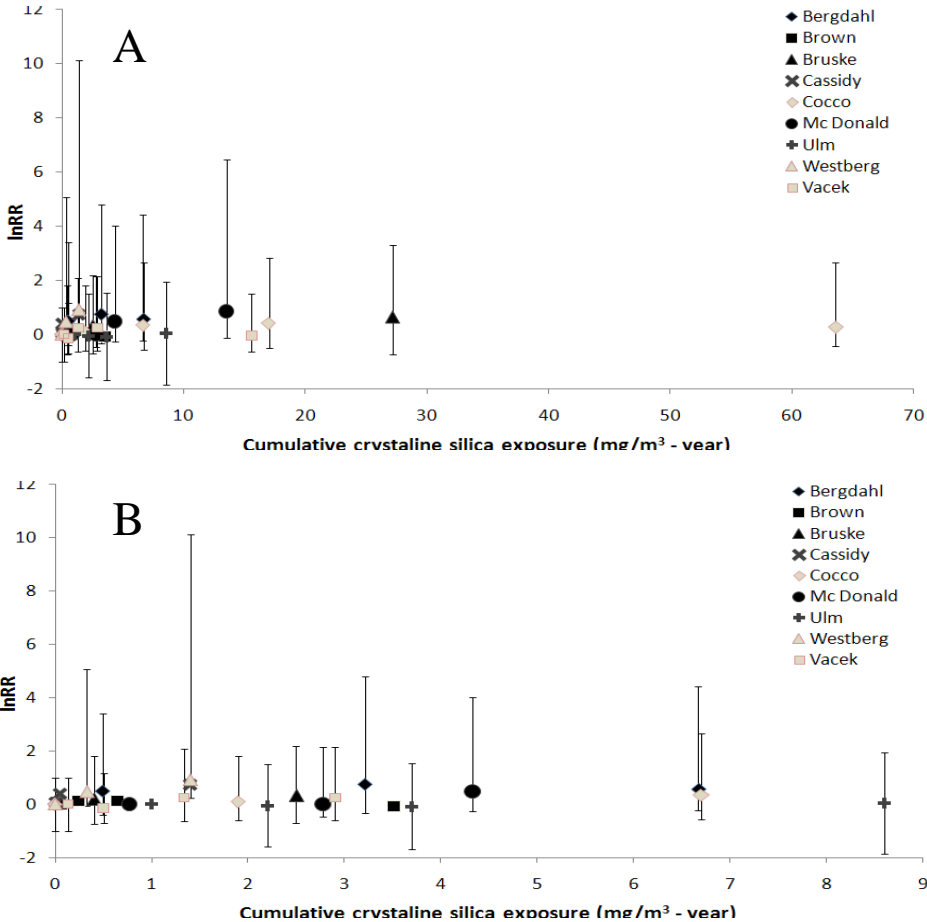 12
10
8
6
4
2
0
-2
lnRR
A
Bergdahl
Brown
Bruske
Cassidy
Cocco
Mc Donald
Ulm
Westberg
Vacek
0 10 20 30 40 50 60 70
Cumulative crystaline silica exposure (mg/m³ - year)
12
10
8
6
4
2
0
-2
lnRR
B
Bergdahl
Brown
Bruske
Cassidy
Cocco
Mc Donald
Ulm
Westberg
Vacek
0 1 2 3 4 5 6 7 8 9
Cumulative crystaline silica exposure (mg/m³ - year)